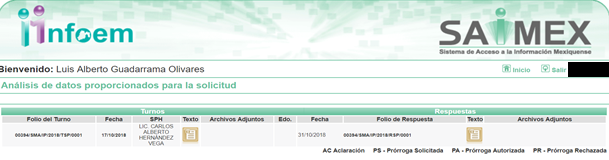 infoem
SAIMEX
Sistema de Acceso a la Información Mexiquense
Bienvenido: Luis Alberto Guadarrama Olivares
Inicio Salir
Análisis de datos proporcionados para la solicitud
Turnos Respuestas
Folio del Turno Fecha SPH Texto Archivos Adjuntos Edo. Fecha Folio de Respuesta Texto Archivos Adjuntos
00394/SMA/IP/2018/TSP/0001 17/10/2018 LIC. CARLOS ALBERTO HERNÁNDEZ VEGA 31/10/2018 00394/SMA/IP/2018/RSP/0001
AC Aclaración PS - Prórroga Solicitada PA - Prórroga Autorizada PR - Prórroga Rechazada